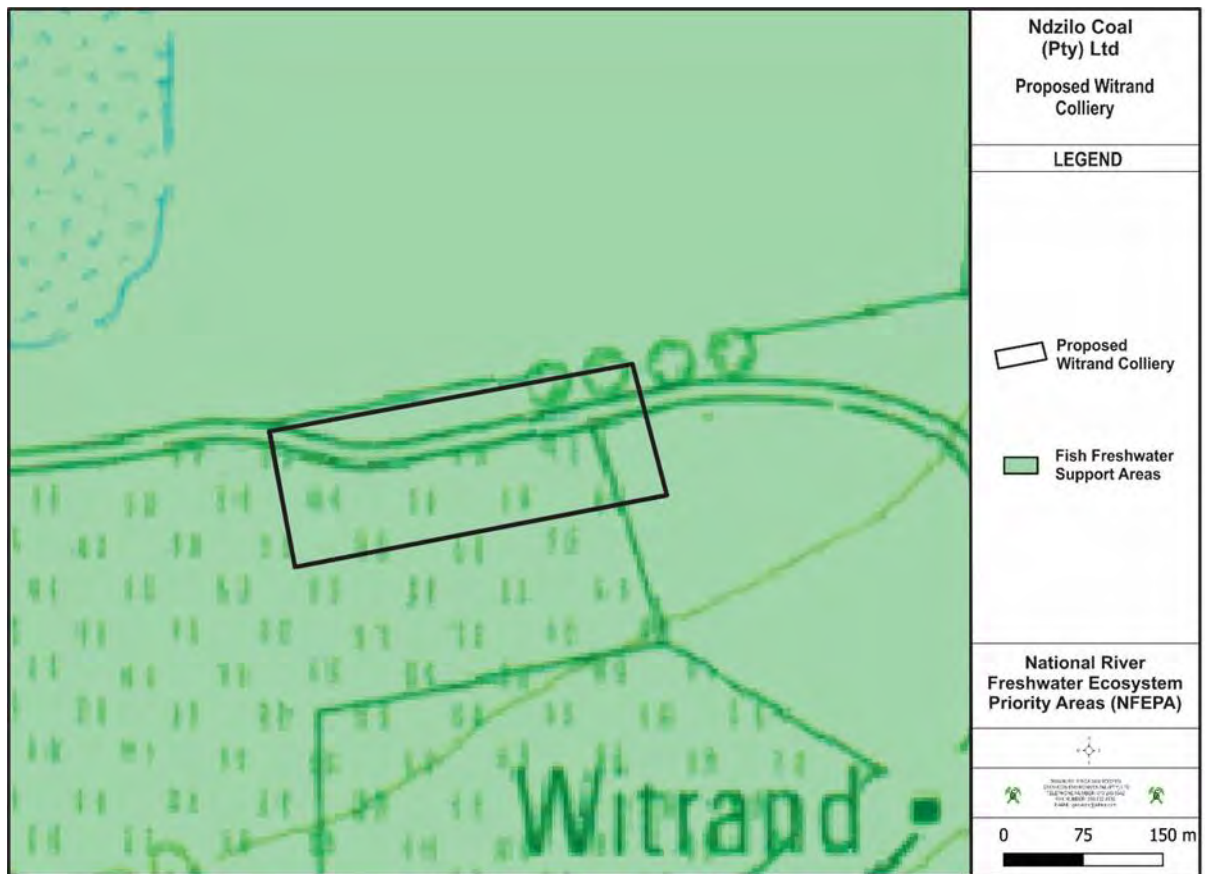 Ndzilo Coal
(Pty) Ltd
Proposed Witrand
Colliery
LEGEND
Proposed
Witrand Colliery
Fish Freshwater
Support Areas
National River
Freshwater Ecosystem
Priority Areas (NFEPA)
0 75 150 m
Witrand